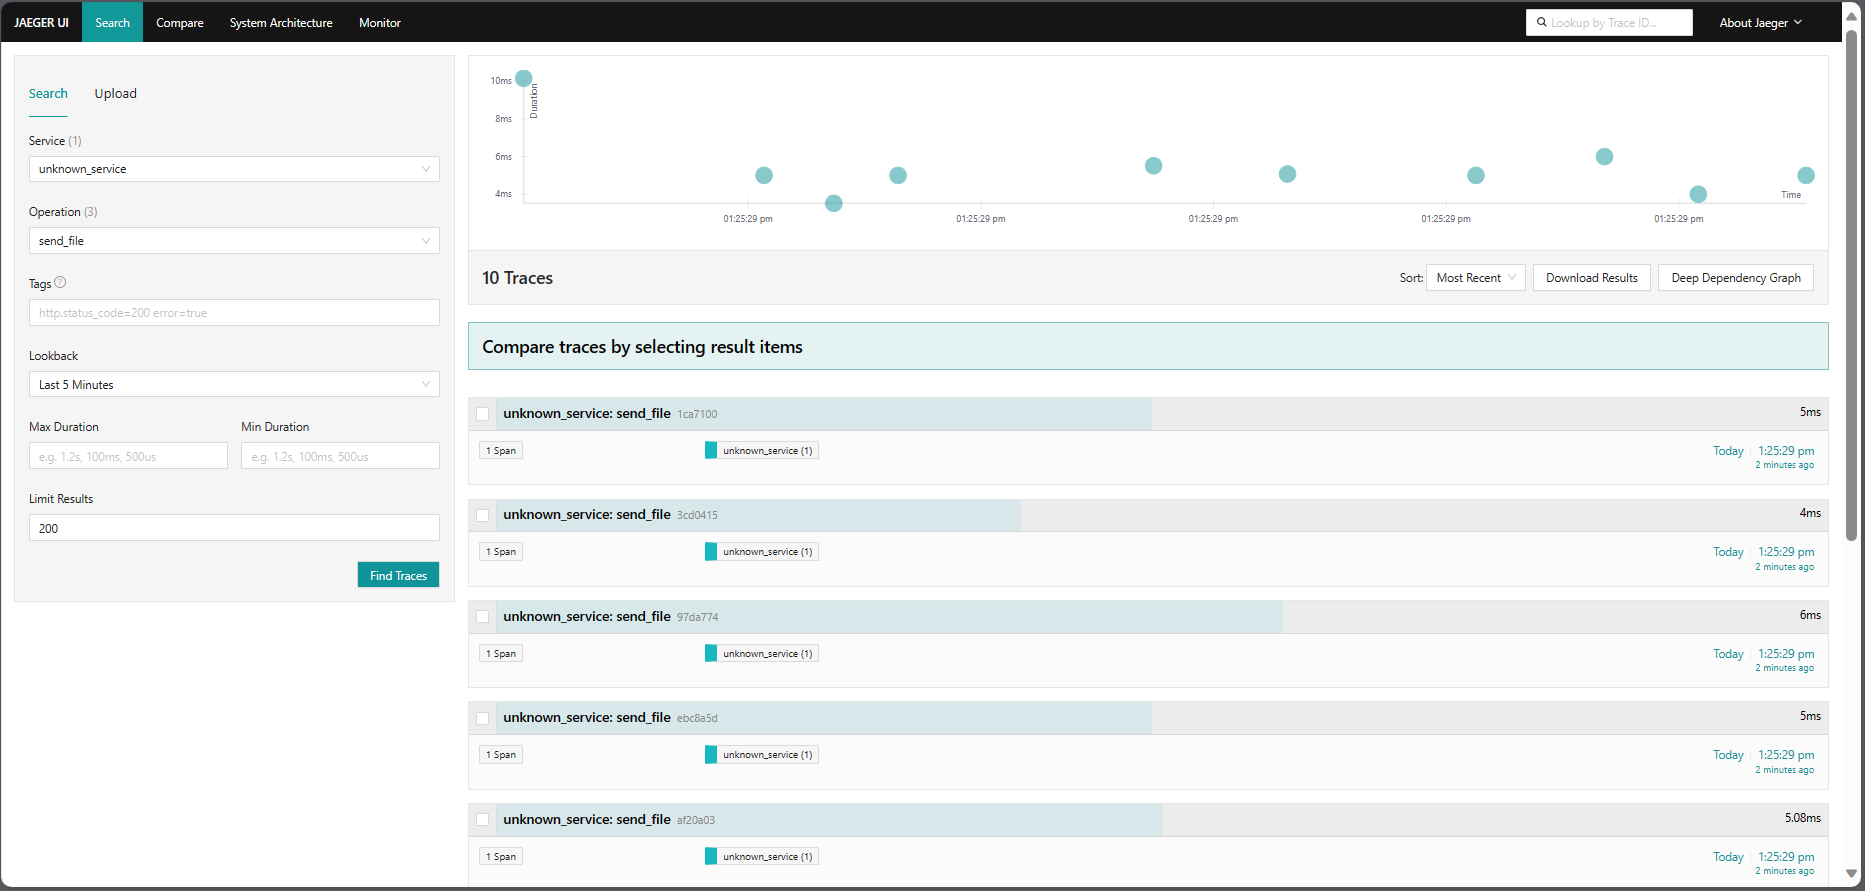 JAEGER UI Search Compare System Architecture Monitor Lookup by Trace ID... About Jaeger
Search Upload
Service (1)
unknown_service
Operation (3)
send_file
Tags
http.status_code=200 error=true
Lookback
Last 5 Minutes
Max Duration Min Duration
e.g. 1.2s, 100ms, 500us e.g. 1.2s, 100ms, 500us
Limit Results
200
Find Traces
10ms
8ms
6ms
4ms
Duration
Time
01:25:29 pm 01:25:29 pm 01:25:29 pm 01:25:29 pm 01:25:29 pm
10 Traces Sort: Most Recent Download Results Deep Dependency Graph
Compare traces by selecting result items
unknown_service: send_file 1ca7100 5ms
1 Span unknown_service (1) Today 1:25:29 pm
2 minutes ago
unknown_service: send_file 3cd0415 4ms
1 Span unknown_service (1) Today 1:25:29 pm
2 minutes ago
unknown_service: send_file 97da774 6ms
1 Span unknown_service (1) Today 1:25:29 pm
2 minutes ago
unknown_service: send_file ebc8a5d 5ms
1 Span unknown_service (1) Today 1:25:29 pm
2 minutes ago
unknown_service: send_file af20a03 5.08ms
1 Span unknown_service (1) Today 1:25:29 pm
2 minutes ago